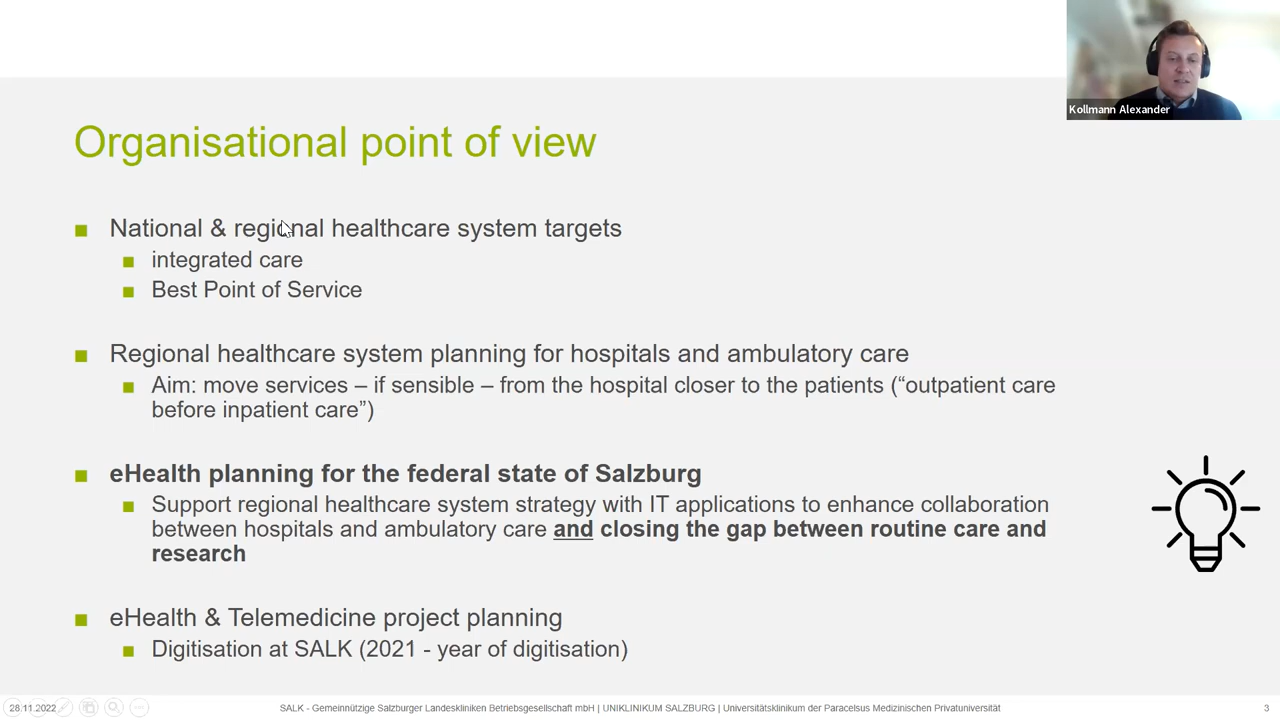 Kollmann Alexander
Organisational point of view
National & regional healthcare system targets
integrated care
Best Point of Service
Regional healthcare system planning for hospitals and ambulatory care
Aim: move services – if sensible – from the hospital closer to the patients (“outpatient care
before inpatient care”)
eHealth planning for the federal state of Salzburg
Support regional healthcare system strategy with IT applications to enhance collaboration
between hospitals and ambulatory care and closing the gap between routine care and
research
eHealth & Telemedicine project planning
Digitisation at SALK (2021 - year of digitisation)
28.11.2022
SALK - Gemeinnützige Salzburger Landeskliniken Betriebsgesellschaft mbH | UNIKLINIKUM SALZBURG | Universitätsklinikum der Paracelsus Medizinischen Privatuniversität
3